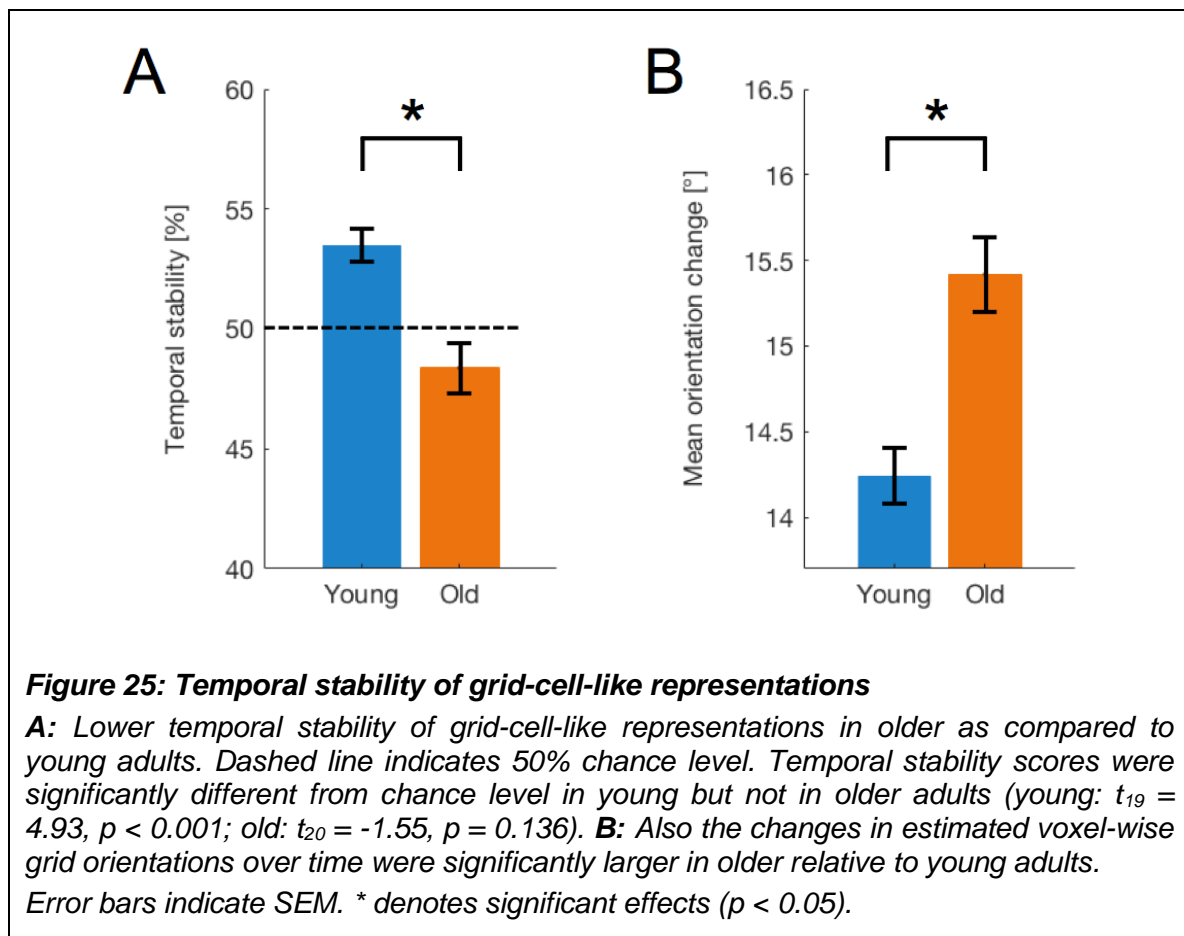 A
B
60
55
50
45
40
Temporal stability [%]
*
Young Old
16.5
16
15.5
15
14.5
14
Mean orientation change [°]
*
Young Old
Figure 25: Temporal stability of grid-cell-like representations
A: Lower temporal stability of grid-cell-like representations in older as compared to
young adults. Dashed line indicates 50% chance level. Temporal stability scores were
significantly different from chance level in young but not in older adults (young: t19 =
4.93, p < 0.001; old: t20 = -1.55, p = 0.136). B: Also the changes in estimated voxel-wise
grid orientations over time were significantly larger in older relative to young adults.
Error bars indicate SEM. * denotes significant effects (p < 0.05).